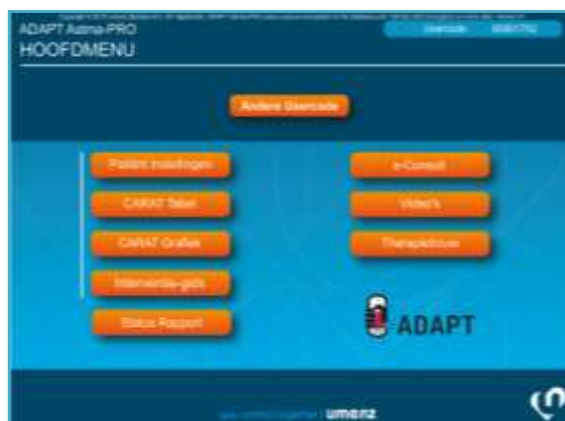 ADAPT Astma-PRO
HOOFDMENU
Usercode
Andere Usercode
Patiënt Instellingen
CARAT Tabel
CARAT Grafiek
Interventie-gids
Status Rapport
e-Consult
Video's
Therapietrouw
ADAPT
umenz